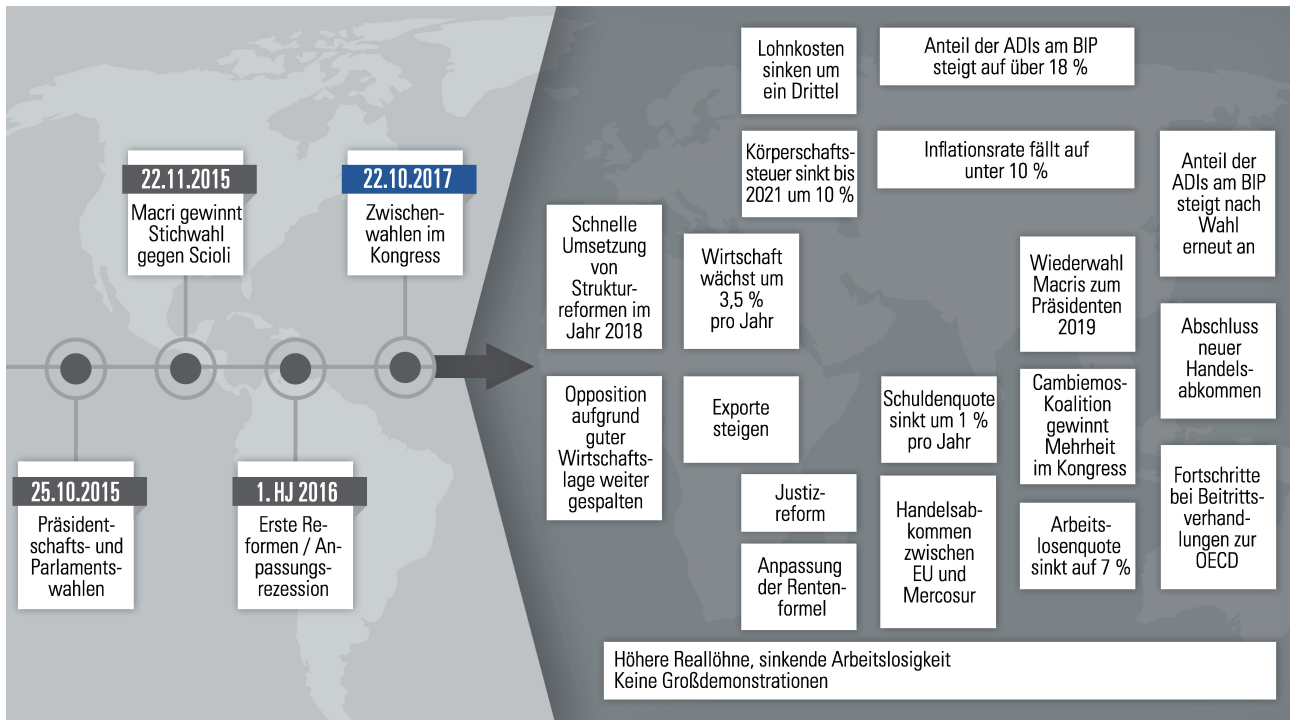 22.11.2015
Macri gewinnt
Stichwahl
gegen Scioli
22.10.2017
Zwischen-
wahlen im
Kongress
25.10.2015
Präsident-
schafts- und
Parlaments-
wahlen
1. HJ 2016
Erste Re-
formen / An-
passungs-
rezession
Schnelle
Umsetzung
von
Struktur-
reformen im
Jahr 2018
Opposition
aufgrund
guter
Wirtschafts-
lage weiter
gespalten
Wirtschaft
wächst um
3,5 %
pro Jahr
Exporte
steigen
Lohnkosten
sinken um
ein Drittel
Körperschafts-
steuer sinkt bis
2021 um 10 %
Justiz-
reform
Anpassung
der Renten-
formel
Anteil der ADIs am BIP
steigt auf über 18 %
Inflationsrate fällt auf
unter 10 %
Schuldenquote
sinkt um 1 %
pro Jahr
Handelsab-
kommen
zwischen
EU und
Mercosur
Wiederwahl
Macris zum
Präsidenten
2019
Cambiemos-
Koalition
gewinnt
Mehrheit
im Kongress
Arbeits-
losenquote
sinkt auf 7 %
Anteil der
ADIs am BIP
steigt nach
Wahl
erneut an
Abschluss
neuer
Handels-
abkommen
Fortschritte
bei Beitritts-
verhand-
lungen zur
OECD
Höhere Reallöhne, sinkende Arbeitslosigkeit
Keine Großdemonstrationen